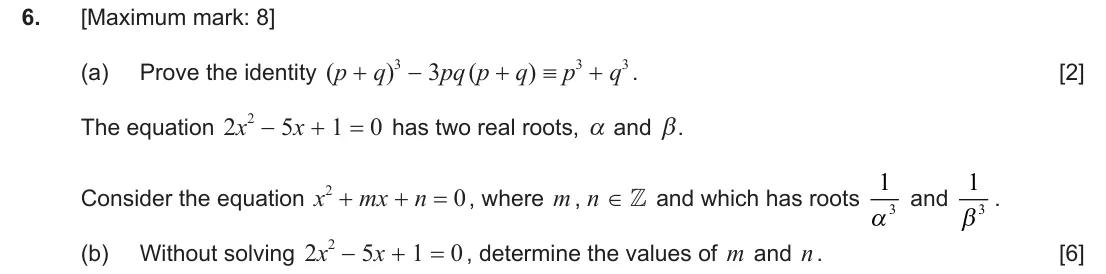 6. [Maximum mark: 8]
(a) Prove the identity (p + q)³ − 3pq(p + q) ≡ p³ + q³. [2]
The equation 2x² − 5x + 1 = 0 has two real roots, α and β.
Consider the equation x² + mx + n = 0, where m, n ∈ ℤ and which has roots 1/α³ and 1/β³.
(b) Without solving 2x² − 5x + 1 = 0, determine the values of m and n. [6]